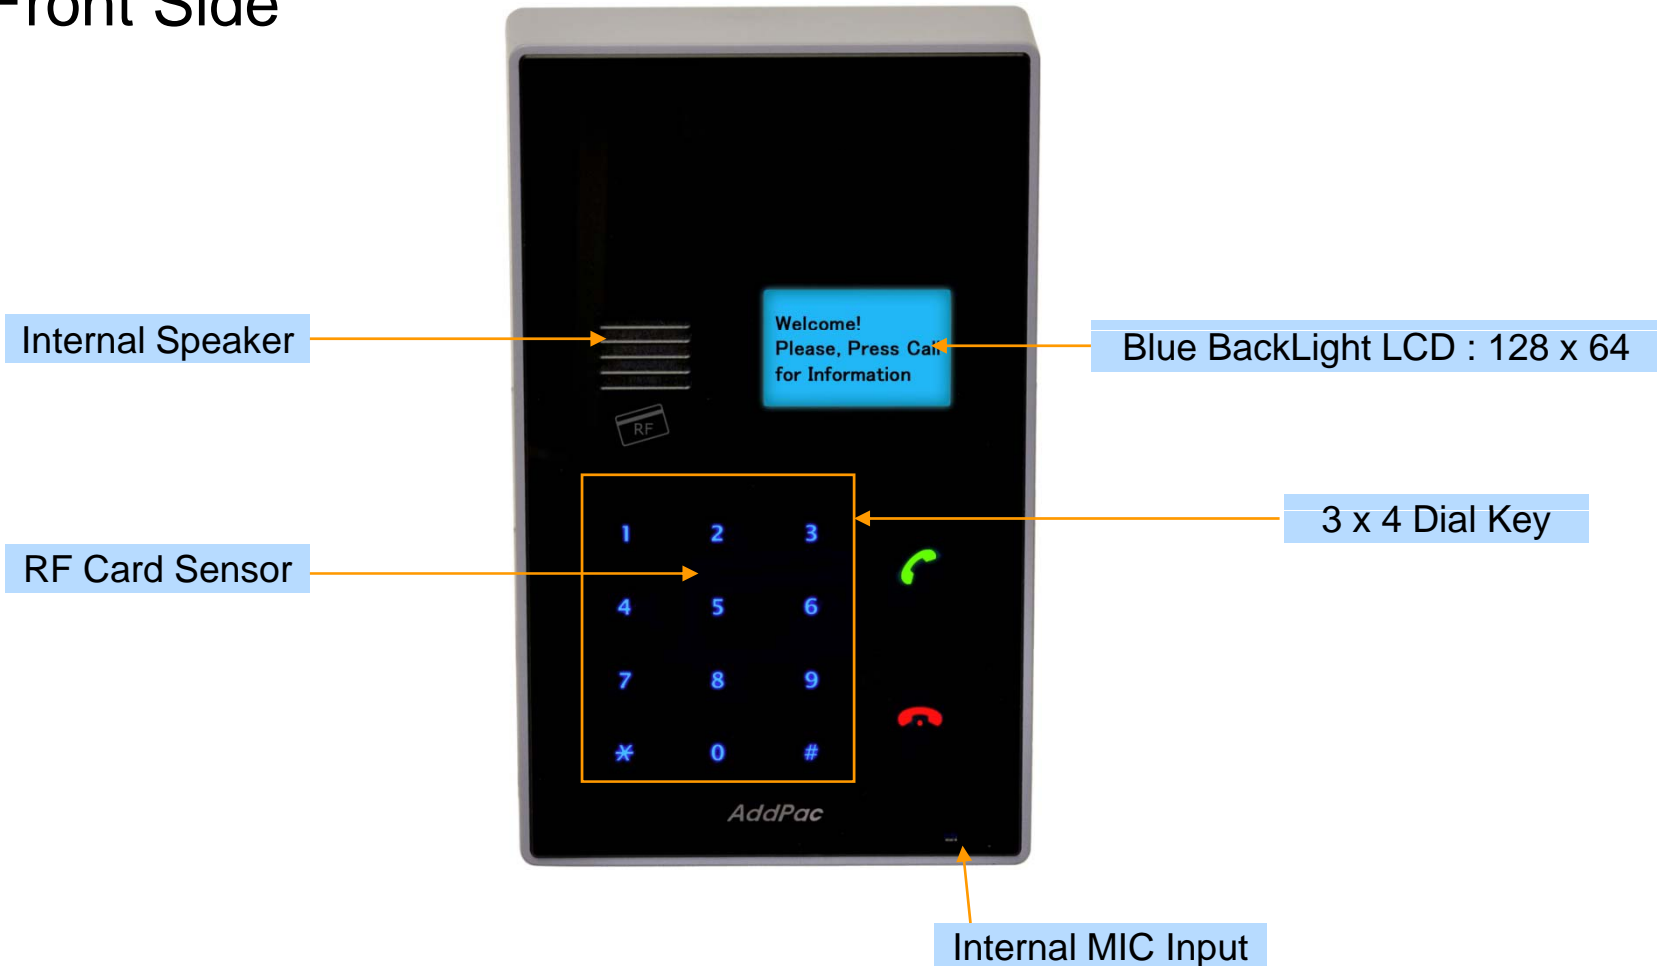 Front Side
Welcome!
Please, Press Call
for Information
Internal Speaker
Blue BackLight LCD : 128 x 64
RF
3 x 4 Dial Key
1 2 3
RF Card Sensor
4 5 6
7 8 9
* 0 #
AddPac
Internal MIC Input